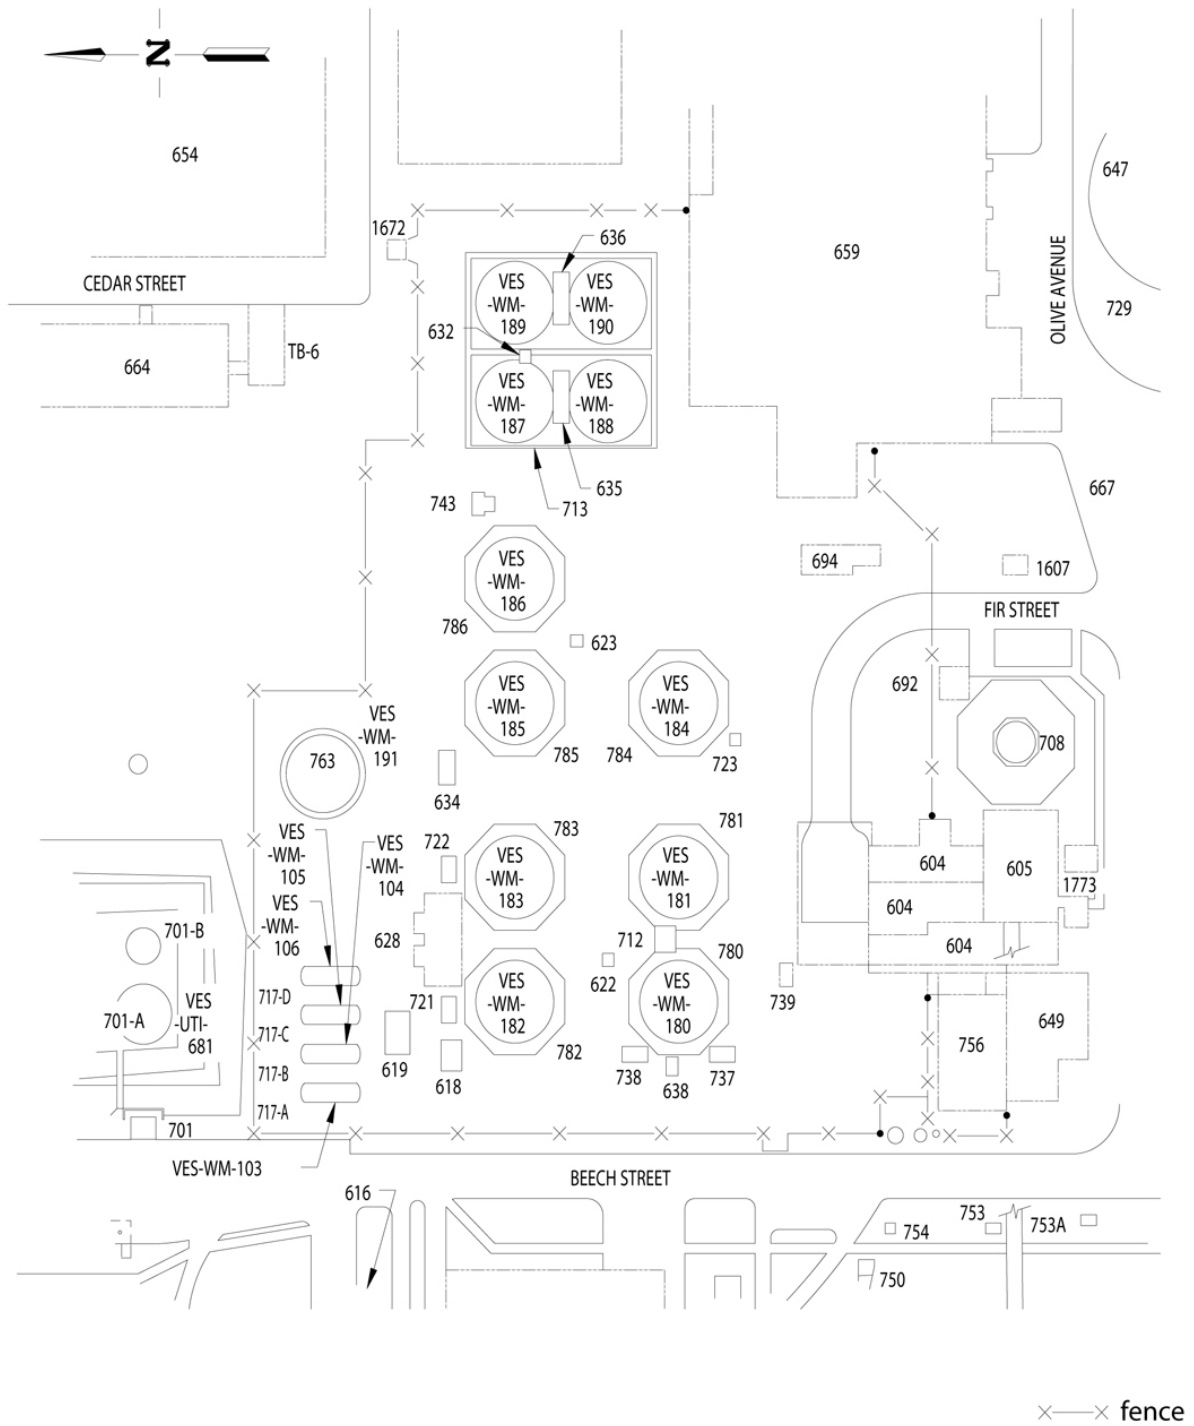 N
654
647
1672
636
659
OLIVE AVENUE
CEDAR STREET
VES
-WM-
189
VES
-WM-
190
729
632
TB-6
664
VES
-WM-
187
VES
-WM-
188
635
713
743
667
VES
-WM-
186
694
1607
786
FIR STREET
623
VES
-WM-
185
VES
-WM-
184
692
VES
-WM-
191
708
763
785
784
723
634
783
781
VES
-WM-
105
VES
-WM-
104
722
VES
-WM-
183
VES
-WM-
181
604
605
1773
VES
-WM-
106
604
701-B
628
712
780
604
717-D
622
739
VES
-WM-
182
VES
-WM-
180
701-A
VES
-UTI-
681
721
717-C
649
756
619
782
717-B
618
738
638
737
717-A
701
VES-WM-103
BEECH STREET
616
753
753A
754
750
fence